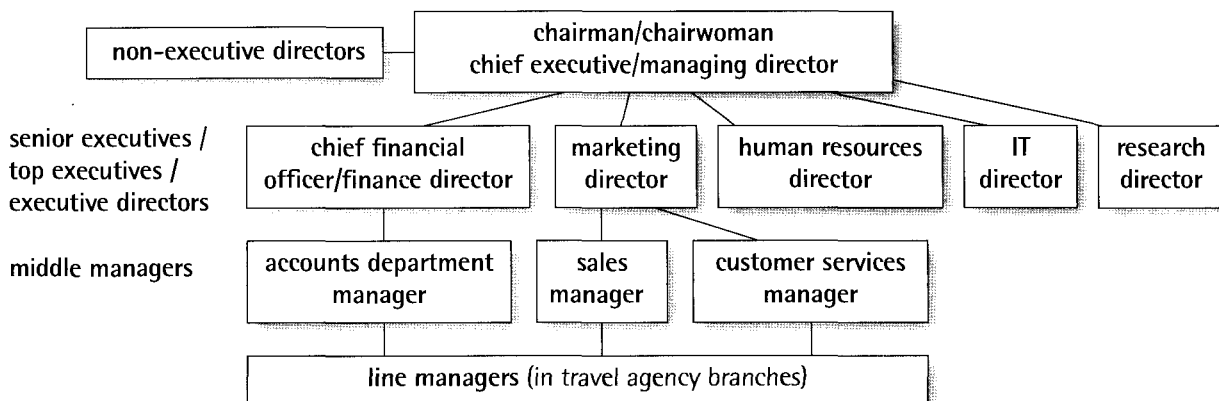 non-executive directors
chairman/chairwoman
chief executive/managing director
senior executives /
top executives /
executive directors
chief financial
officer/finance director
marketing
director
human resources
director
IT
director
research
director
middle managers
accounts department
manager
sales
manager
customer services
manager
line managers (in travel agency branches)